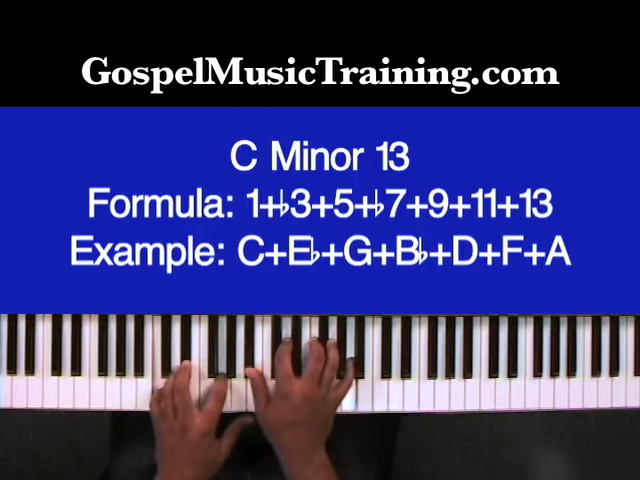 GospelMusicTraining.com
C Minor 13
Formula: 1+♭3+5+♭7+9+11+13
Example: C+E♭+G+B♭+D+F+A